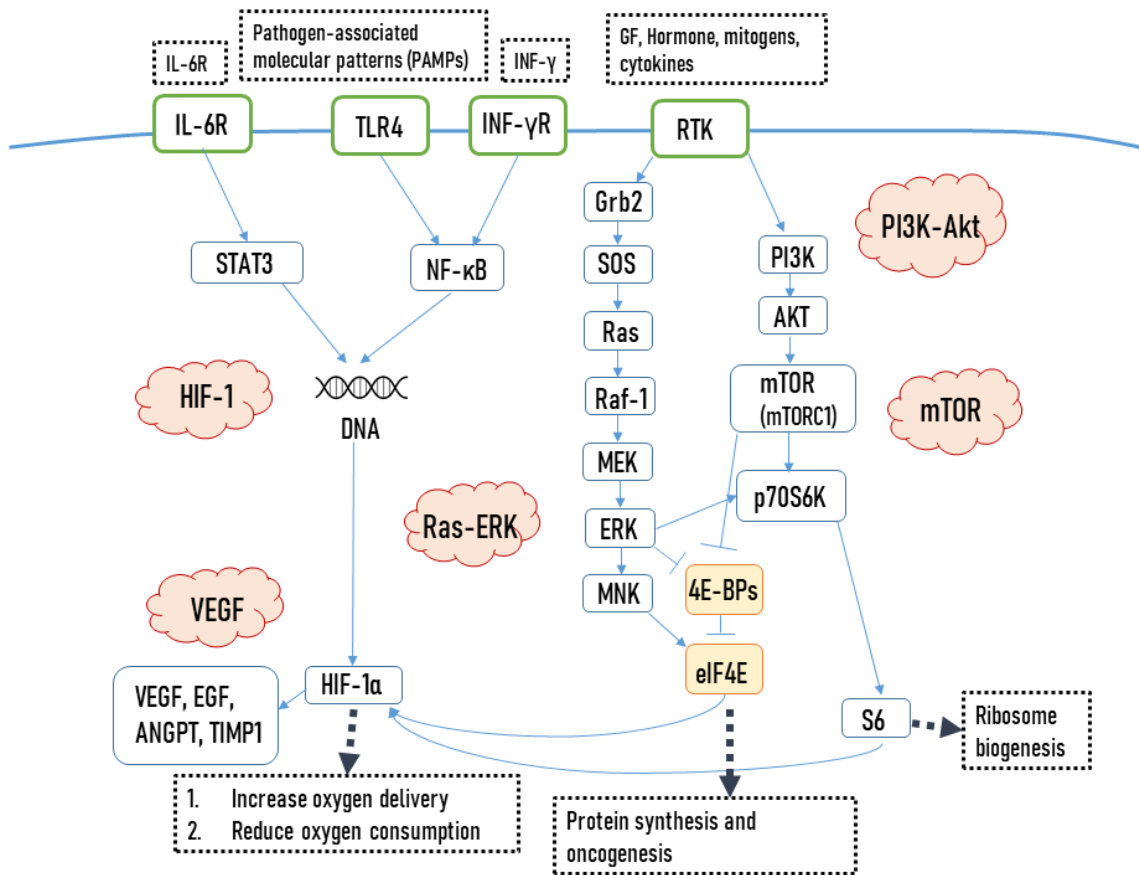 Pathogen-associated
molecular patterns (PAMPs)
IL-6R
INF-γ
GF, Hormone, mitogens,
cytokines
IL-6R
TLR4
INF-γR
RTK
Grb2
PI3K-Akt
STAT3
NF-κB
SOS
PI3K
AKT
Ras
HIF-1
DNA
Raf-1
mTOR
(mTORC1)
mTOR
MEK
p70S6K
Ras-ERK
ERK
MNK
4E-BPs
VEGF
eIF4E
HIF-1α
VEGF, EGF,
ANGPT, TIMP1
S6
Ribosome
biogenesis
1. Increase oxygen delivery
2. Reduce oxygen consumption
Protein synthesis and
oncogenesis